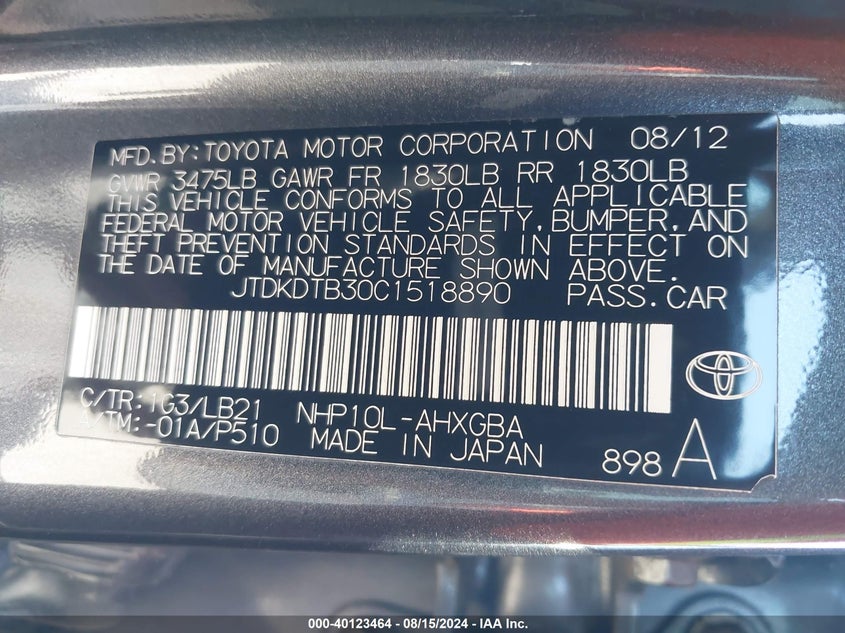 MFD.BY:TOYOTA MOTOR CORPORATION 08/12
GVWR 3475LB GAWR FR 1830LB RR 1830LB
THIS VEHICLE CONFORMS TO ALL APPLICABLE
FEDERAL MOTOR VEHICLE SAFETY,BUMPER,AND
THEFT PREVENTION STANDARDS IN EFFECT ON
THE DATE OF MANUFACTURE SHOWN ABOVE.
JTDKDTB30C1518890 PASS.CAR
C/TR:1G3/LB21 NHP10L-AHXGBA
A/TM:-01A/P510 MADE IN JAPAN
898 A
000-40123464 - 08/15/2024 - IAA Inc.